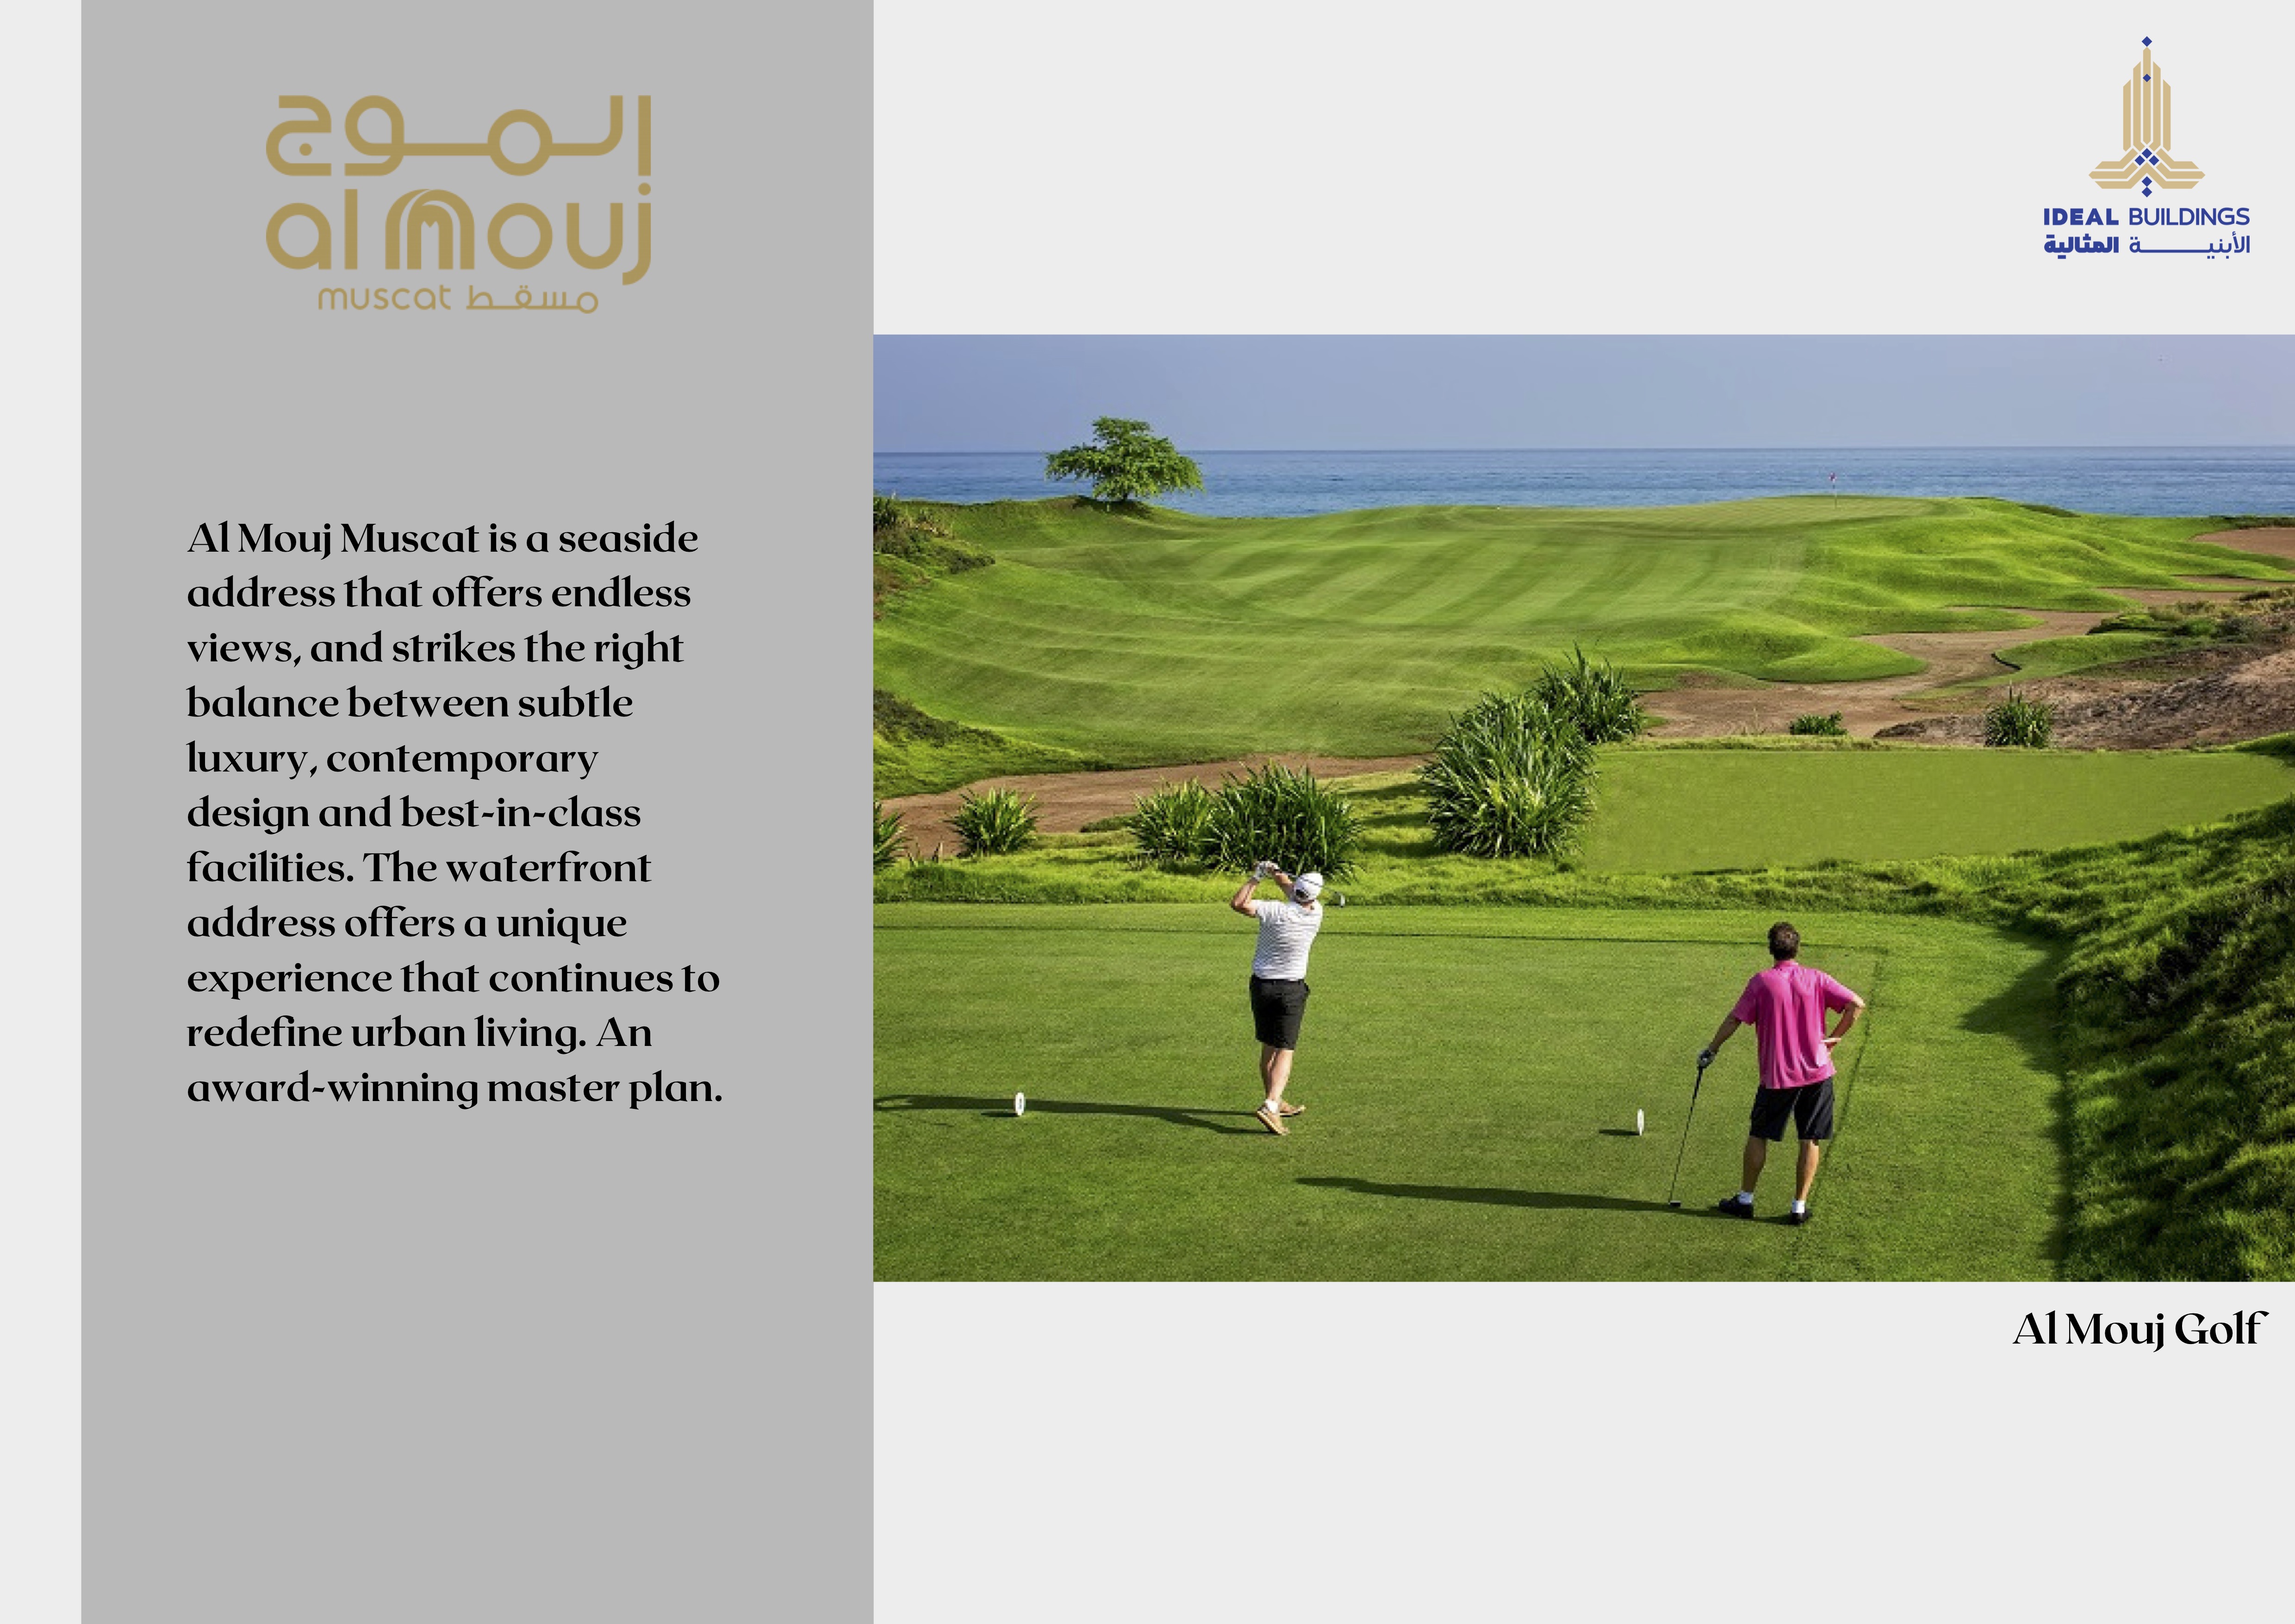 الموج
al mouj
muscat مسقط
Al Mouj Muscat is a seaside
address that offers endless
views, and strikes the right
balance between subtle
luxury, contemporary
design and best-in-class
facilities. The waterfront
address offers a unique
experience that continues to
redefine urban living. An
award-winning master plan.
IDEAL BUILDINGS
الأبنية المثالية
Al Mouj Golf